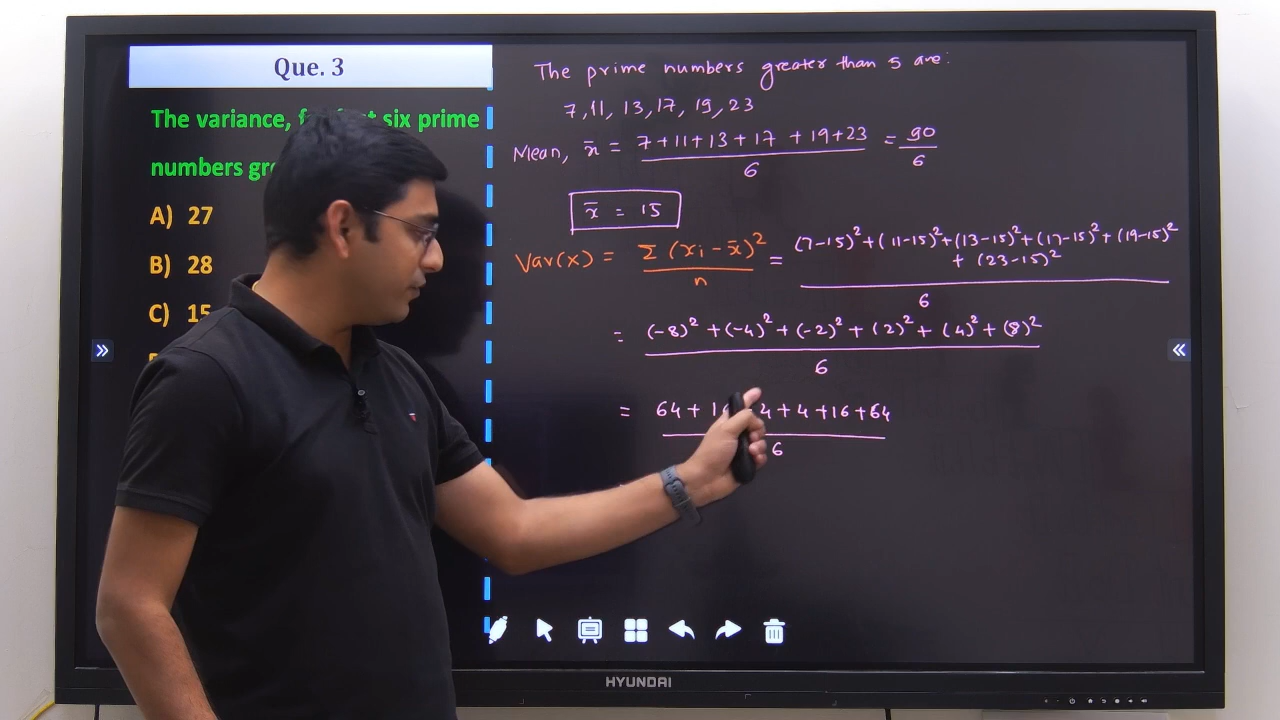 Que. 3
The variance, six prime
numbers
A) 27
B) 28
C) 15
The prime numbers greater than 5 are:
7, 11, 13, 17, 19, 23
Mean, x̄ = (7+11+13+17+19+23)/6 = 90/6
x̄ = 15
Var(x) = Σ(xi - x̄)²/n = ((7-15)²+(11-15)²+(13-15)²+(17-15)²+(19-15)² + (23-15)²)/6
= ((-8)²+(-4)²+(-2)²+(2)²+(4)²+(8)²)/6
= 64+ 4+4+16+64 /6
HYUNDAI